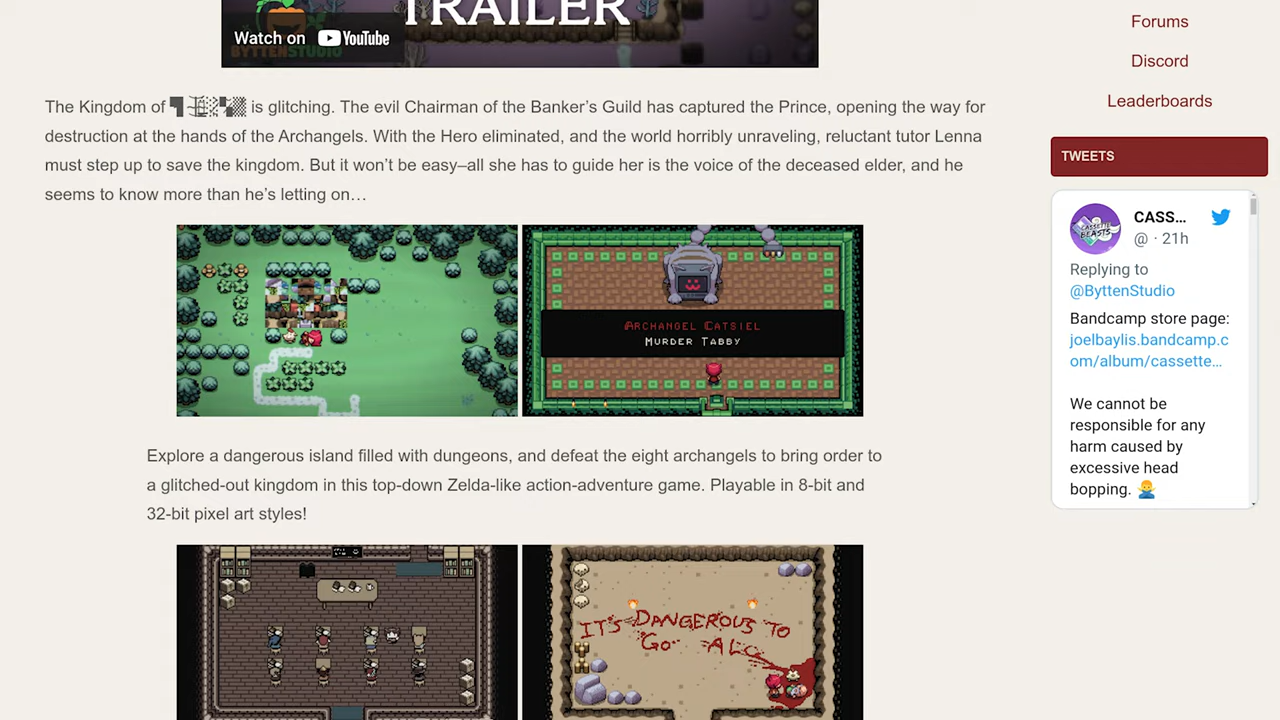 TRAILER
Watch on YouTube
BYTTENSTUDIO
The Kingdom of is glitching. The evil Chairman of the Banker's Guild has captured the Prince, opening the way for
destruction at the hands of the Archangels. With the Hero eliminated, and the world horribly unraveling, reluctant tutor Lenna
must step up to save the kingdom. But it won't be easy–all she has to guide her is the voice of the deceased elder, and he
seems to know more than he's letting on…
ARCHANGEL CATSIEL
MURDER TABBY
Explore a dangerous island filled with dungeons, and defeat the eight archangels to bring order to
a glitched-out kingdom in this top-down Zelda-like action-adventure game. Playable in 8-bit and
32-bit pixel art styles!
IT'S DANGEROUS TO
GO ALO
Forums
Discord
Leaderboards
TWEETS
CASSETTE BEASTS
CASS...
@ · 21h
Replying to
@ByttenStudio
Bandcamp store page:
joelbaylis.bandcamp.c
om/album/cassette…
We cannot be
responsible for any
harm caused by
excessive head
bopping. 🙇‍♂️